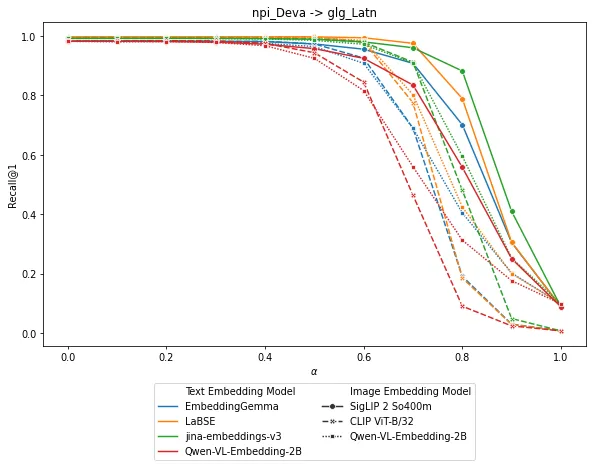 npi_Deva -> glg_Latn
Recall@1
1.0
0.8
0.6
0.4
0.2
0.0
0.0 0.2 0.4 0.6 0.8 1.0
α
Text Embedding Model Image Embedding Model
EmbeddingGemma SigLIP 2 So400m
LaBSE CLIP ViT-B/32
jina-embeddings-v3 Qwen-VL-Embedding-2B
Qwen-VL-Embedding-2B